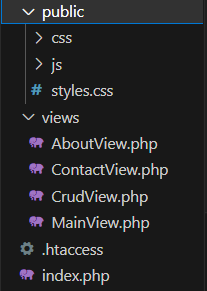 public
css
js
# styles.css
views
AboutView.php
ContactView.php
CrudView.php
MainView.php
.htaccess
index.php